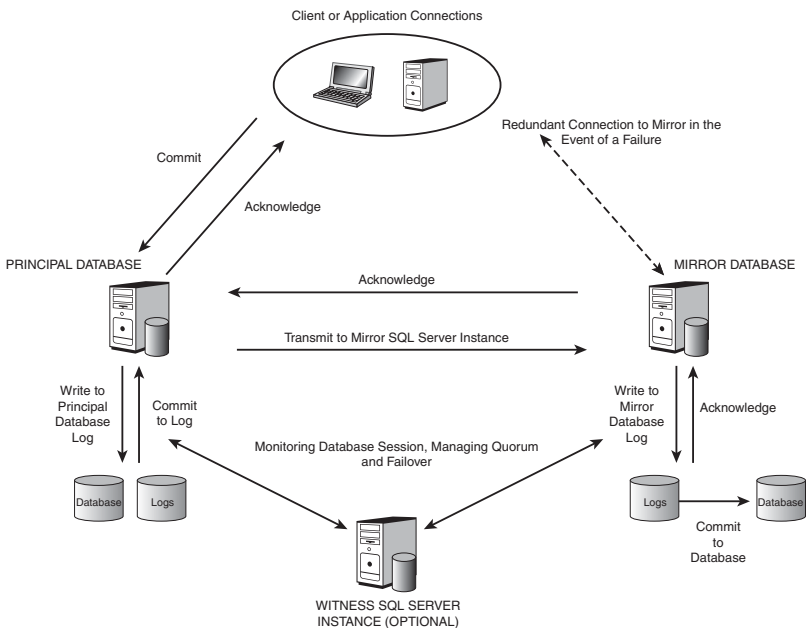 Client or Application Connections
Redundant Connection to Mirror in the
Event of a Failure
Commit
Acknowledge
PRINCIPAL DATABASE
MIRROR DATABASE
Acknowledge
Transmit to Mirror SQL Server Instance
Write to
Principal
Database
Log
Commit
to Log
Write to
Mirror
Database
Log
Acknowledge
Monitoring Database Session, Managing Quorum
and Failover
Database
Logs
Logs
Database
Commit
to
Database
WITNESS SQL SERVER
INSTANCE (OPTIONAL)